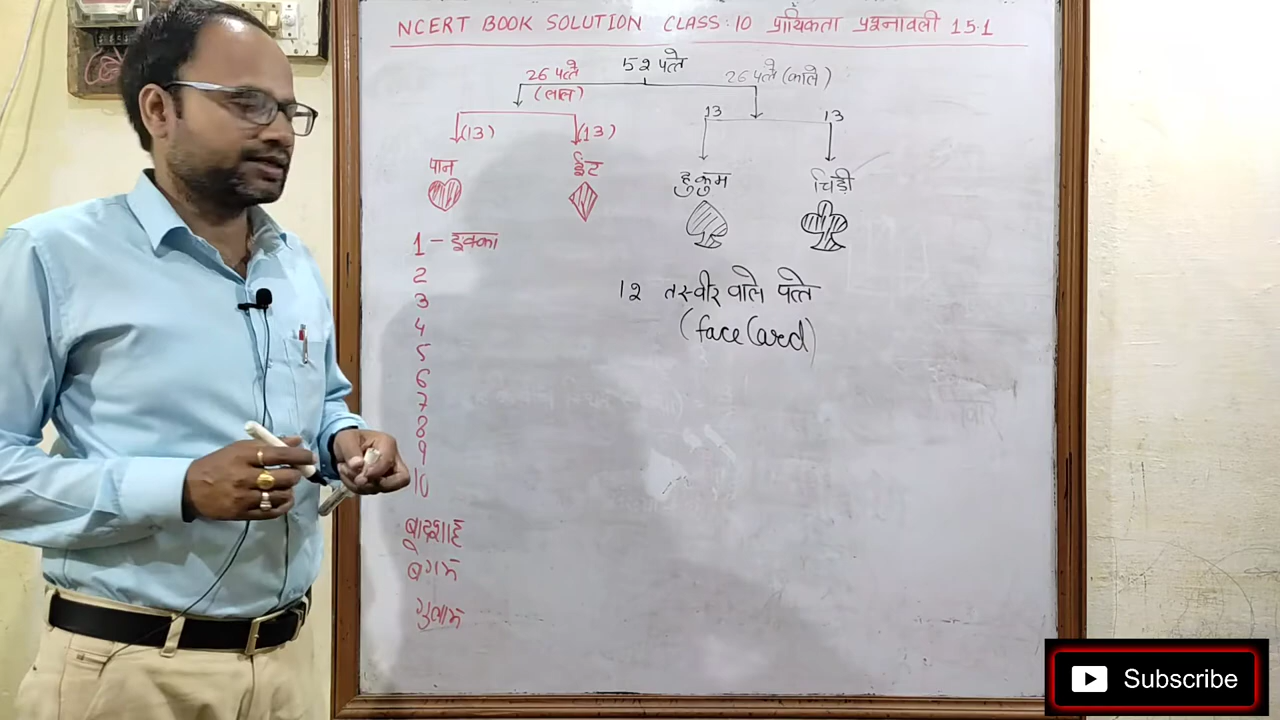 NCERT BOOK SOLUTION CLASS:10 प्रायिकता प्रश्नावली 15.1
52 पत्ते
26 पत्ते
(लाल)
26 पत्ते (काले)
(13)
(13)
13
13
पान
ईट
हुकुम
चिड़ी
1 - इक्का
2
3
4
5
6
7
8
9
10
बादशाह
बेगम
गुलाम
12 तस्वीर वाले पत्ते
(face Card)
Subscribe